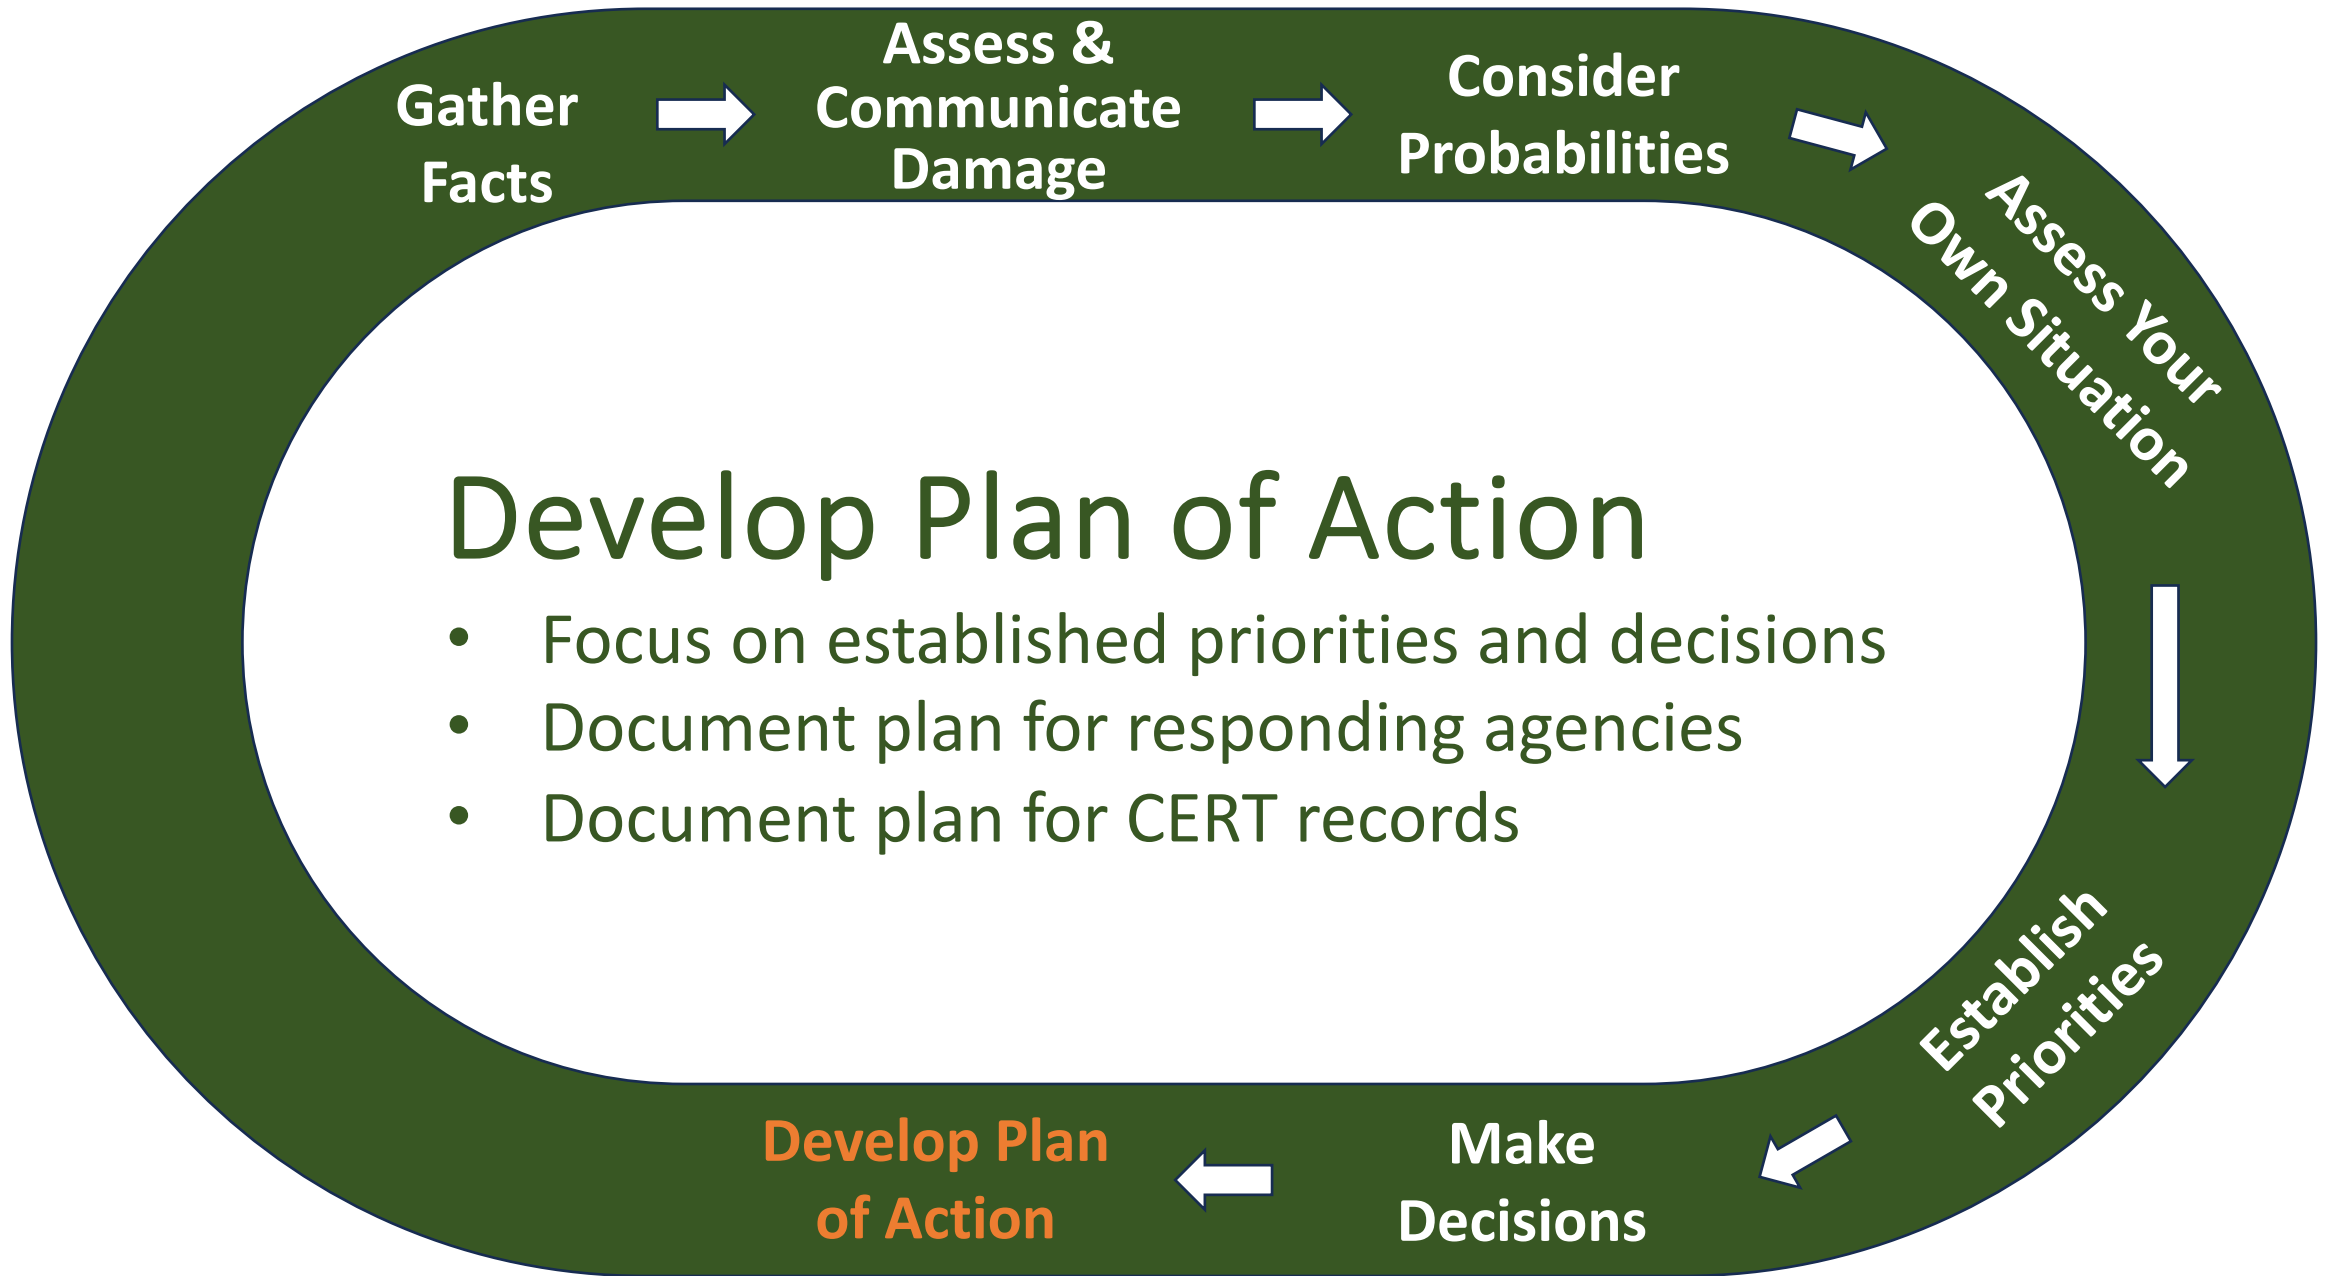 Gather
Facts
Assess &
Communicate
Damage
Consider
Probabilities
Assess Your
Own Situation
Establish
Priorities
Make
Decisions
Develop Plan
of Action
Develop Plan of Action
• Focus on established priorities and decisions
• Document plan for responding agencies
• Document plan for CERT records